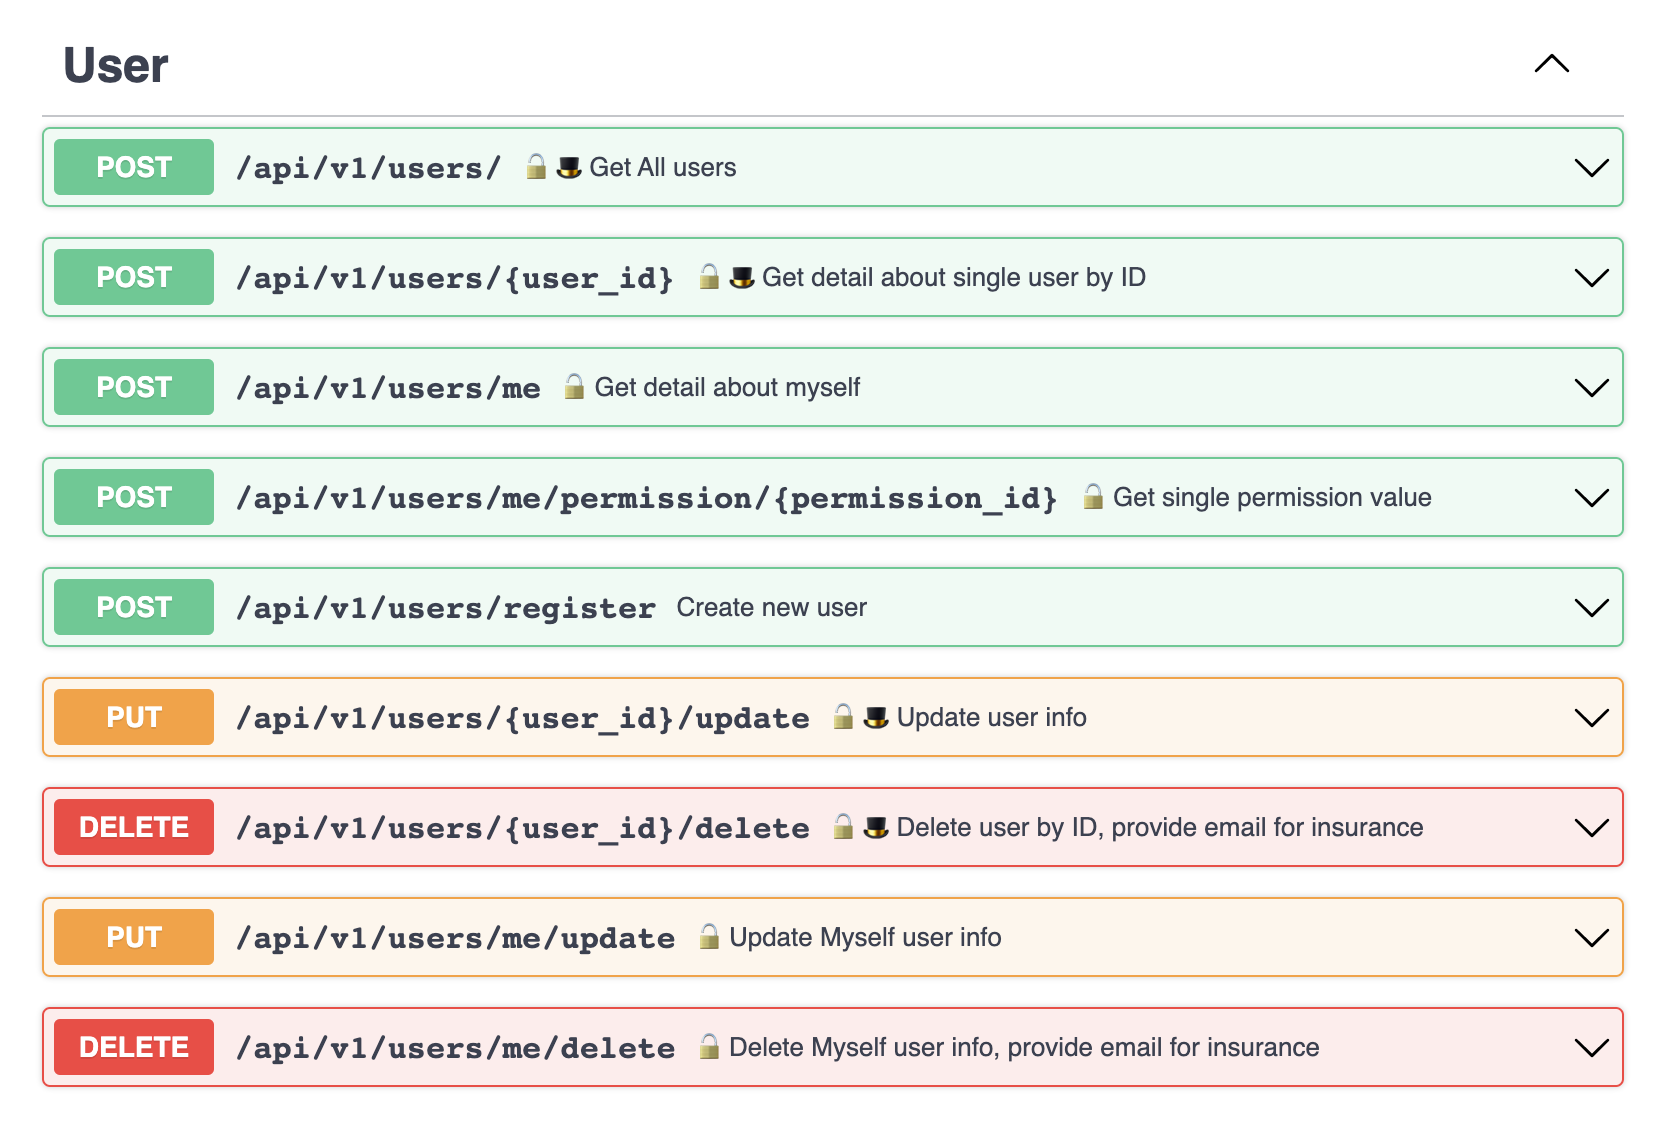 User
POST /api/v1/users/ 🔓 🎩 Get All users
POST /api/v1/users/{user_id} 🔓 🎩 Get detail about single user by ID
POST /api/v1/users/me 🔓 Get detail about myself
POST /api/v1/users/me/permission/{permission_id} 🔓 Get single permission value
POST /api/v1/users/register Create new user
PUT /api/v1/users/{user_id}/update 🔓 🎩 Update user info
DELETE /api/v1/users/{user_id}/delete 🔓 🎩 Delete user by ID, provide email for insurance
PUT /api/v1/users/me/update 🔓 Update Myself user info
DELETE /api/v1/users/me/delete 🔓 Delete Myself user info, provide email for insurance